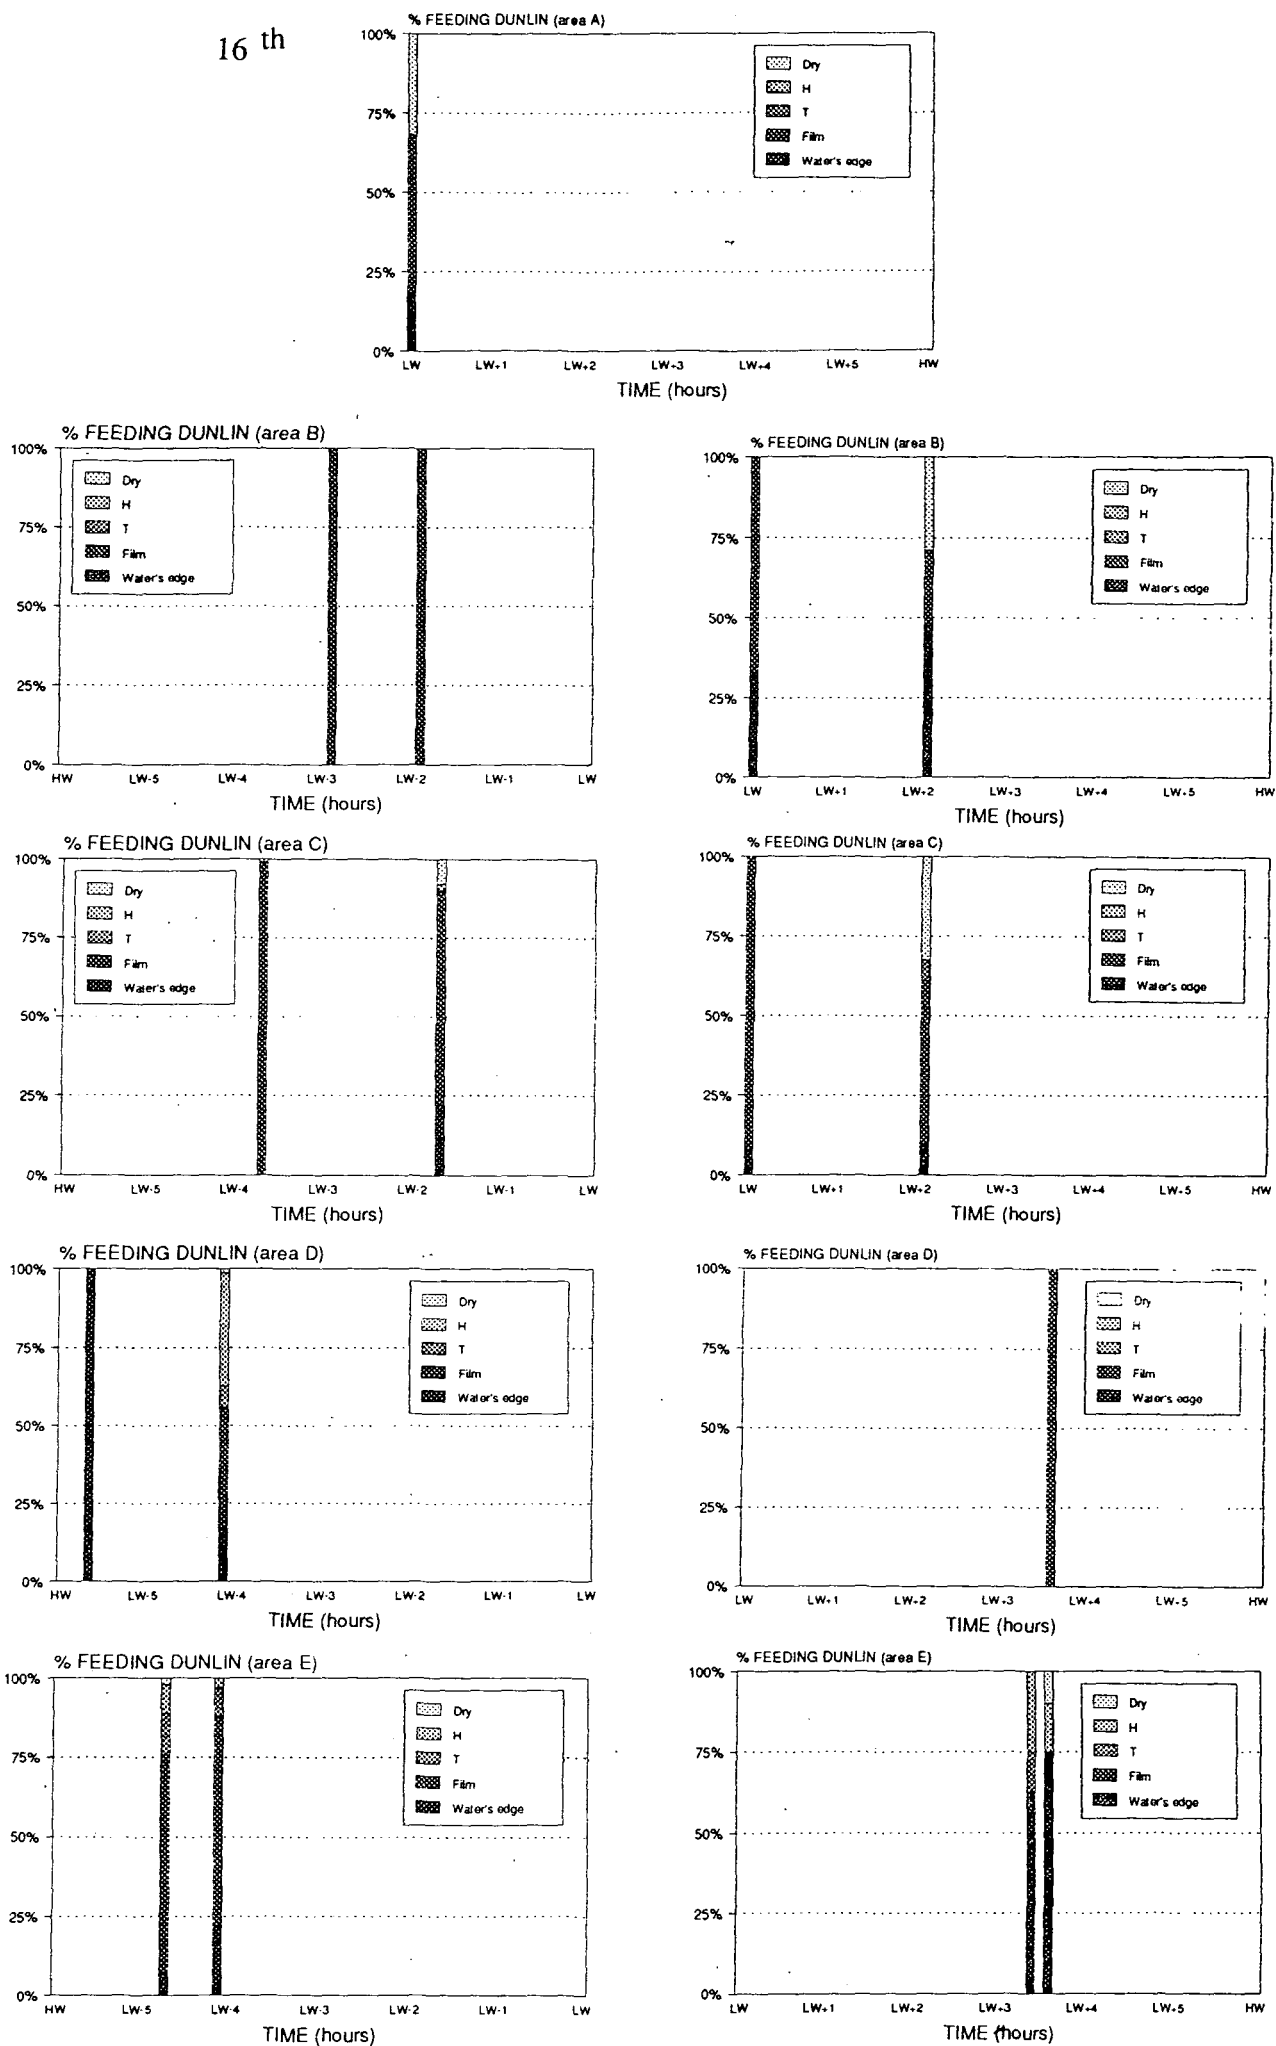 16 th
% FEEDING DUNLIN (area A)
100%
75%
50%
25%
0%
Dry
H
T
Film
Water's edge
LW LW+1 LW+2 LW+3 LW+4 LW+5 HW
TIME (hours)
% FEEDING DUNLIN (area B)
100%
75%
50%
25%
0%
Dry
H
T
Film
Water's edge
HW LW-5 LW-4 LW-3 LW-2 LW-1 LW
TIME (hours)
% FEEDING DUNLIN (area B)
100%
75%
50%
25%
0%
Dry
H
T
Film
Water's edge
LW LW+1 LW+2 LW+3 LW+4 LW+5 HW
TIME (hours)
% FEEDING DUNLIN (area C)
100%
75%
50%
25%
0%
Dry
H
T
Film
Water's edge
HW LW-5 LW-4 LW-3 LW-2 LW-1 LW
TIME (hours)
% FEEDING DUNLIN (area C)
100%
75%
50%
25%
0%
Dry
H
T
Film
Water's edge
LW LW+1 LW+2 LW+3 LW+4 LW+5 HW
TIME (hours)
% FEEDING DUNLIN (area D)
100%
75%
50%
25%
0%
Dry
H
T
Film
Water's edge
HW LW-5 LW-4 LW-3 LW-2 LW-1 LW
TIME (hours)
% FEEDING DUNLIN (area D)
100%
75%
50%
25%
0%
Dry
H
T
Film
Water's edge
LW LW+1 LW+2 LW+3 LW+4 LW+5 HW
TIME (hours)
% FEEDING DUNLIN (area E)
100%
75%
50%
25%
0%
Dry
H
T
Film
Water's edge
HW LW-5 LW-4 LW-3 LW-2 LW-1 LW
TIME (hours)
% FEEDING DUNLIN (area E)
100%
75%
50%
25%
0%
Dry
H
T
Film
Water's edge
LW LW+1 LW+2 LW+3 LW+4 LW+5 HW
TIME (hours)